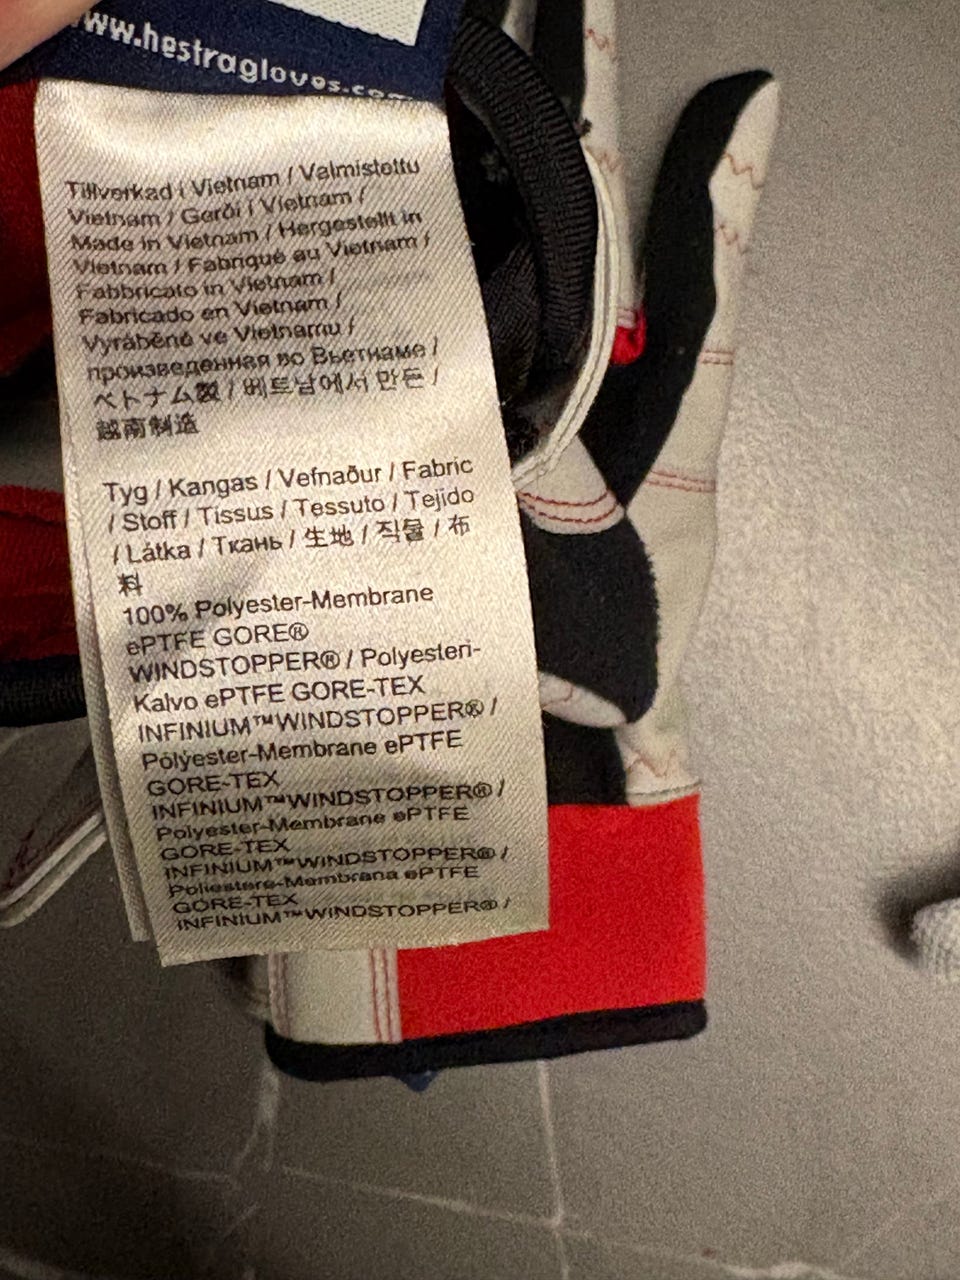 www.hestragloves.com
Tillverkad i Vietnam / Valmistettu
Vietnam / Gerði í Vietnam /
Made in Vietnam / Hergestellt in
Vietnam / Fabriqué au Vietnam /
Fabbricato in Vietnam /
Fabricado en Vietnam /
Vyráběné ve Vietnamu /
произведенная во Вьетнаме /
ベトナム製 / 베트남에서 만든 /
越南制造
Tyg / Kangas / Vefnaður / Fabric
/ Stoff / Tissus / Tessuto / Tejido
/ Látka / Ткань / 生地 / 직물 / 布
料
100% Polyester-Membrane
ePTFE GORE®
WINDSTOPPER® / Polyesteri-
Kalvo ePTFE GORE-TEX
INFINIUM™WINDSTOPPER® /
Pólýester-Membrane ePTFE
GORE-TEX
INFINIUM™WINDSTOPPER® /
Polyester-Membrane ePTFE
GORE-TEX
INFINIUM™WINDSTOPPER® /
Poliestere-Membrana ePTFE
GORE-TEX
INFINIUM™WINDSTOPPER® /